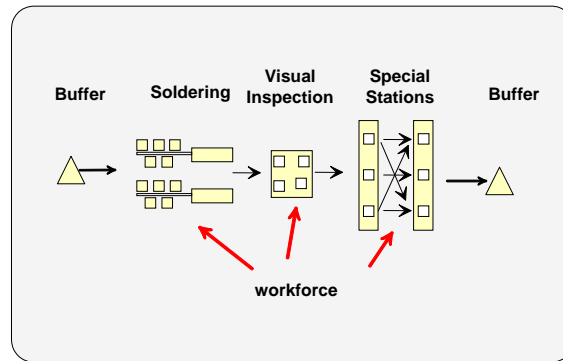 Buffer
Soldering
Visual
Inspection
Special
Stations
Buffer
workforce